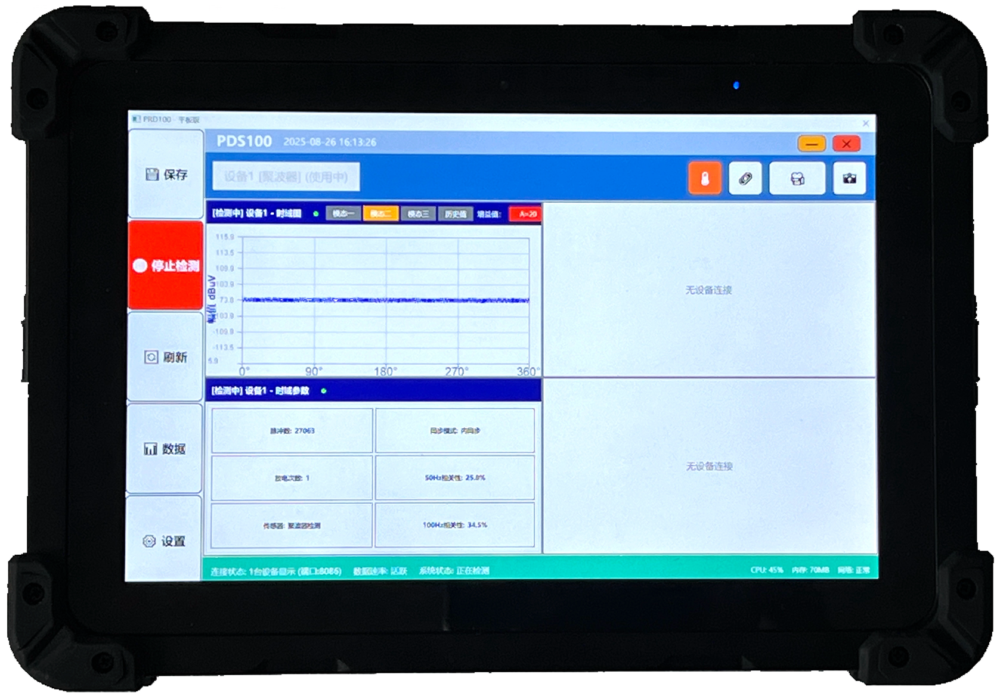 PRD100 - 平板版
PDS100 2025-08-26 16:13:26
设备1 [聚波器] (使用中)
保存
停止检测
刷新
数据
设置
[检测中] 设备1 - 时域图 模态一 模态二 模态三 历史值 增益值: A=20
幅值 dBuV
115.9
113.5
109.9
103.9
73.8
-103.9
-109.9
-113.5
5.9
0° 90° 180° 270° 360°
无设备连接
[检测中] 设备1 - 时域参数
脉冲数: 27063 同步模式: 内同步
放电次数: 1 50Hz相关性: 25.8%
传感器: 聚波器检测 100Hz相关性: 34.5%
无设备连接
连接状态: 1台设备显示 (端口:8086) 数据速率: 活跃 系统状态: 正在检测 CPU: 45% 内存: 70MB 网络: 正常